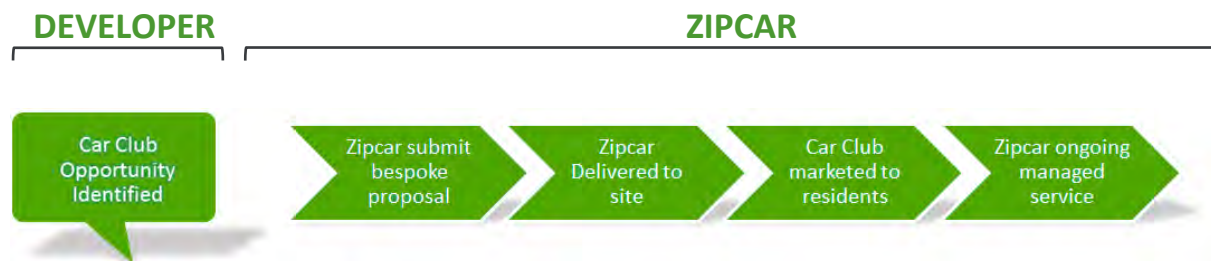 DEVELOPER
ZIPCAR
Car Club
Opportunity
Identified
Zipcar submit
bespoke
proposal
Zipcar
Delivered to
site
Car Club
marketed to
residents
Zipcar ongoing
managed
service